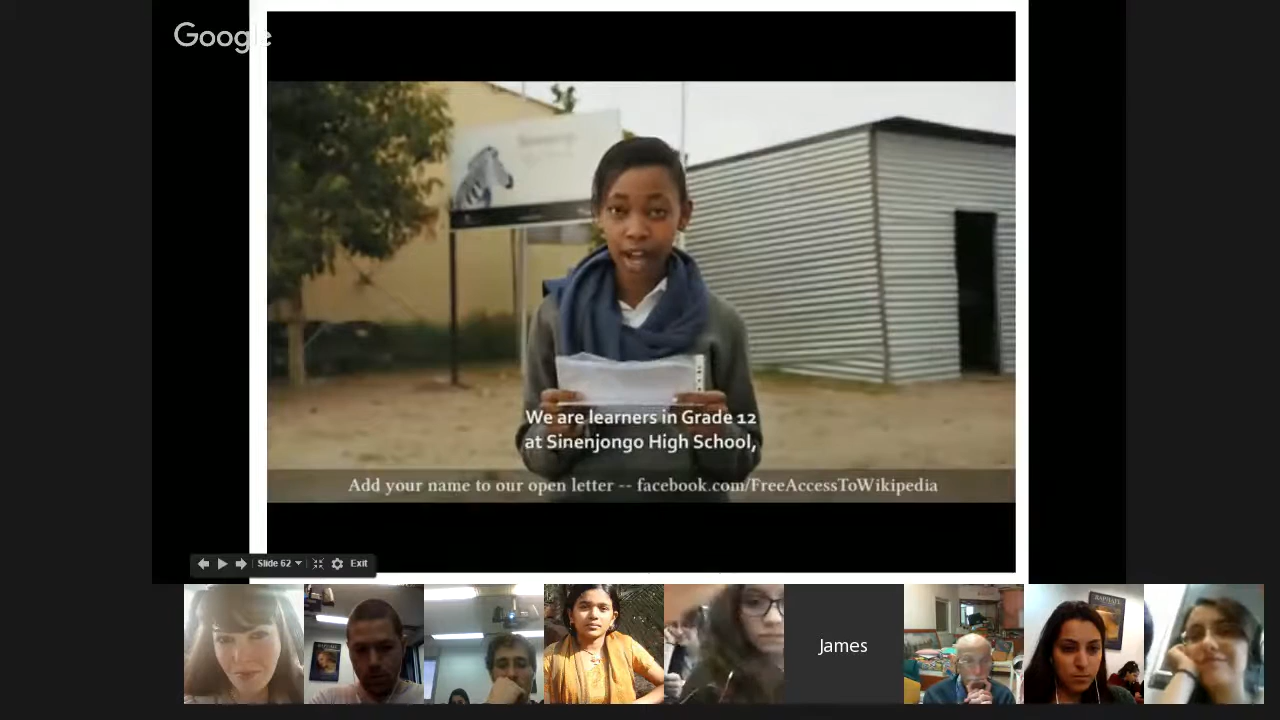 Google
We are learners in Grade 12
at Sinenjongo High School,
Add your name to our open letter -- facebook.com/FreeAccessToWikipedia
Slide 62
Exit
James